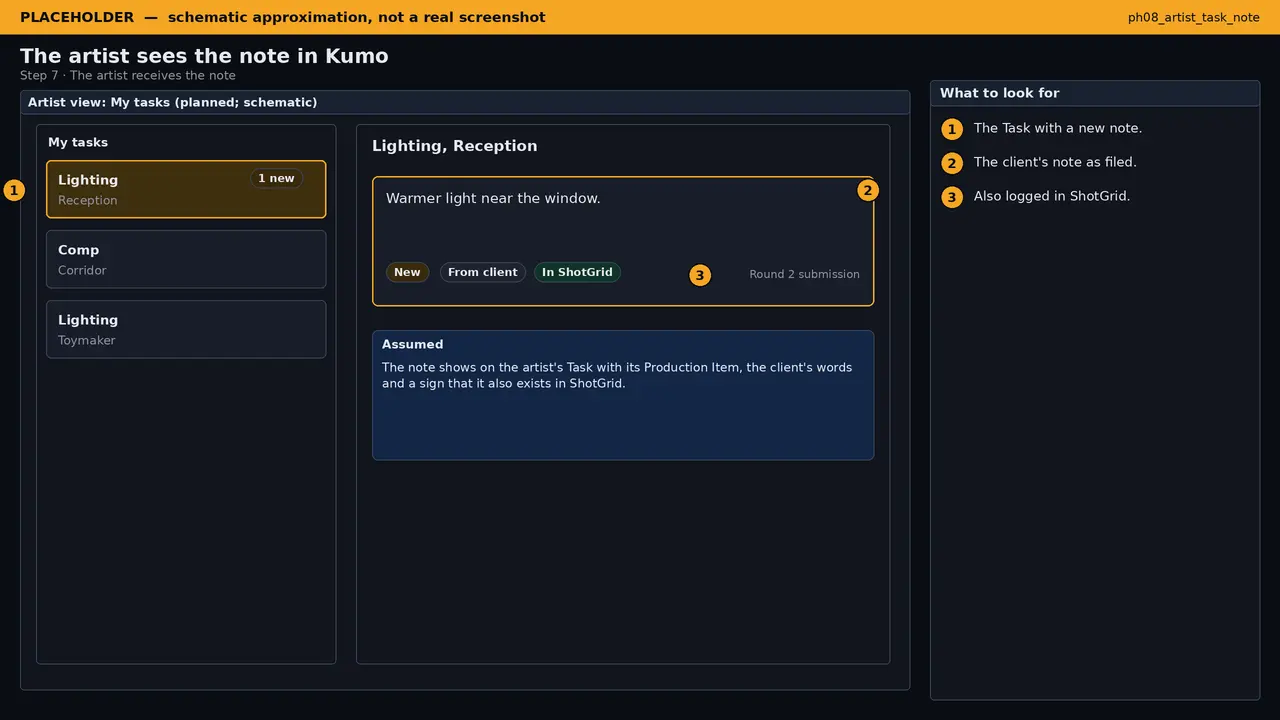 PLACEHOLDER — schematic approximation, not a real screenshot
ph08_artist_task_note
The artist sees the note in Kumo
Step 7 · The artist receives the note
Artist view: My tasks (planned; schematic)
My tasks
1
Lighting
1 new
Reception
Comp
Corridor
Lighting
Toymaker
Lighting, Reception
2
Warmer light near the window.
New
From client
In ShotGrid
3
Round 2 submission
Assumed
The note shows on the artist's Task with its Production Item, the client's words
and a sign that it also exists in ShotGrid.
What to look for
1 The Task with a new note.
2 The client's note as filed.
3 Also logged in ShotGrid.